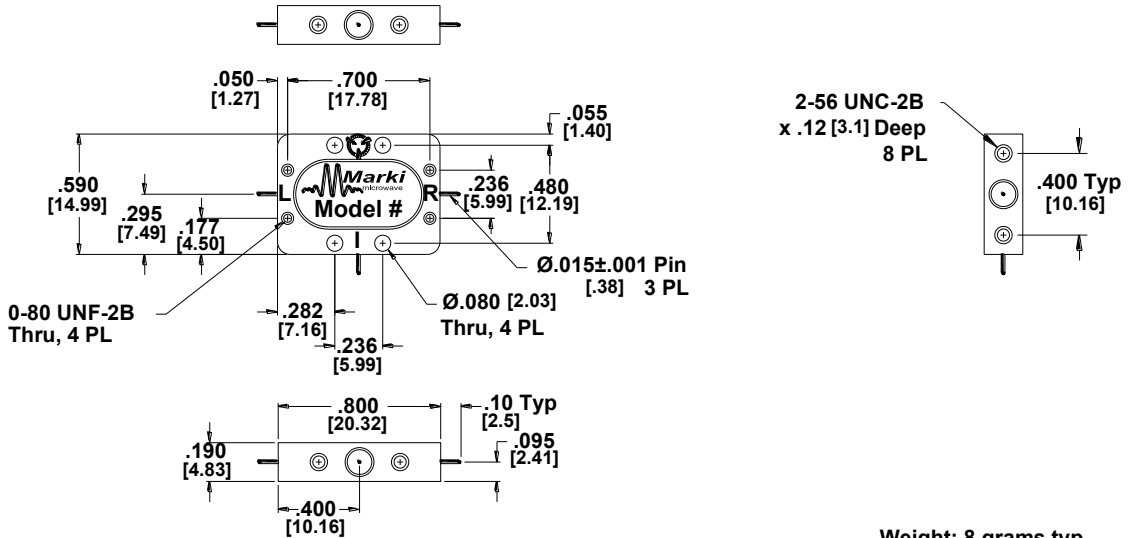 .050
[1.27]
.700
[17.78]
.055
[1.40]
2-56 UNC-2B
x .12 [3.1] Deep
8 PL
.590
[14.99]
.295
[7.49]
.177
[4.50]
L
Marki
microwave
R
Model #
I
.236
[5.99]
.480
[12.19]
.400 Typ
[10.16]
Ø.015±.001 Pin
[.38] 3 PL
0-80 UNF-2B
Thru, 4 PL
.282
[7.16]
Ø.080 [2.03]
Thru, 4 PL
.236
[5.99]
.800
[20.32]
.10 Typ
[2.5]
.190
[4.83]
.095
[2.41]
.400
[10.16]
Weight: 8 grams typ